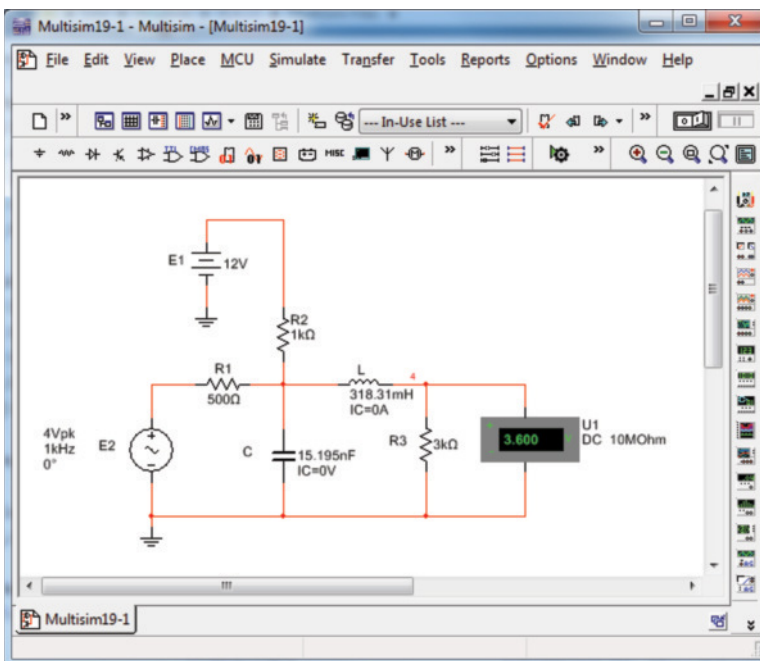 Multisim19-1 - Multisim - [Multisim19-1]
File Edit View Place MCU Simulate Transfer Tools Reports Options Window Help
--- In-Use List ---
MISC
E1
12V
R2
1kΩ
R1
500Ω
L
318.31mH
IC=0A
4
4Vpk
1kHz
0°
E2
C
15.195nF
IC=0V
R3
3kΩ
3.600
V
U1
DC 10MOhm
Multisim19-1